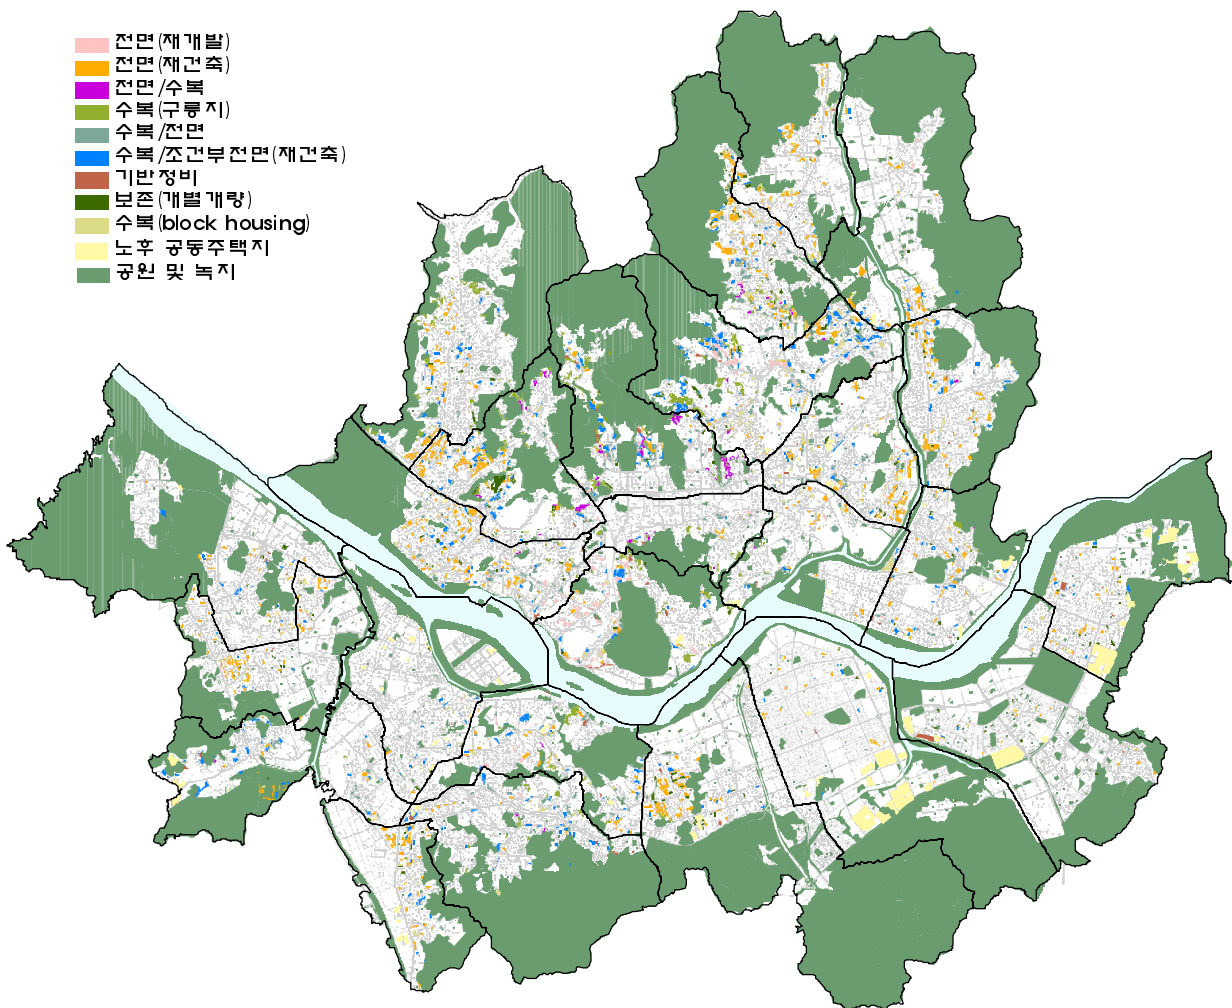 전면(재개발)
전면(재건축)
전면/수복
수복(구릉지)
수복/전면
수복/조건부전면(재건축)
기반정비
보존(개별개량)
수복(block housing)
노후 공동주택지
공원 및 녹지